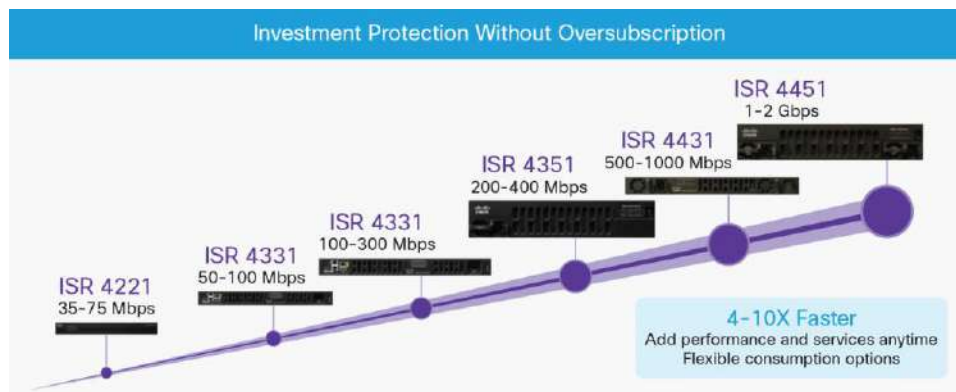 Investment Protection Without Oversubscription
ISR 4221
35-75 Mbps
ISR 4331
50-100 Mbps
ISR 4331
100-300 Mbps
ISR 4351
200-400 Mbps
ISR 4431
500-1000 Mbps
ISR 4451
1-2 Gbps
4-10X Faster
Add performance and services anytime
Flexible consumption options